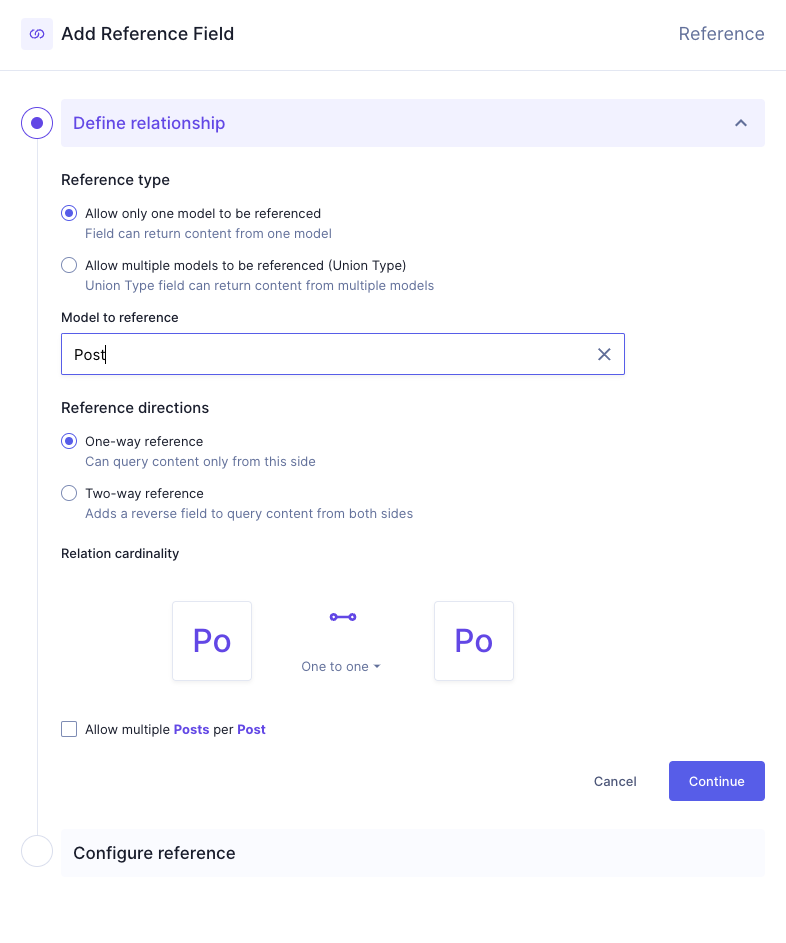 Add Reference Field
Reference
Define relationship
Reference type
Allow only one model to be referenced
Field can return content from one model
Allow multiple models to be referenced (Union Type)
Union Type field can return content from multiple models
Model to reference
Post
Reference directions
One-way reference
Can query content only from this side
Two-way reference
Adds a reverse field to query content from both sides
Relation cardinality
Po
Po
One to one
Allow multiple Posts per Post
Cancel
Continue
Configure reference